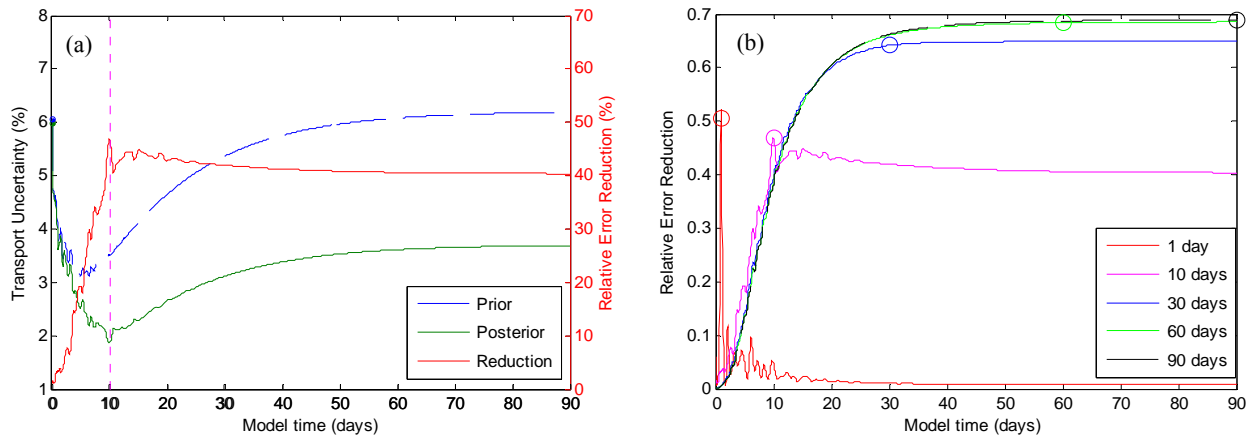 (a)
Transport Uncertainty (%)
8
7
6
5
4
3
2
1
0 10 20 30 40 50 60 70 80 90
Model time (days)
70
60
50
40
30
20
10
0
Relative Error Reduction (%)
Prior
Posterior
Reduction
(b)
Relative Error Reduction
0.7
0.6
0.5
0.4
0.3
0.2
0.1
0
0 10 20 30 40 50 60 70 80 90
Model time (days)
1 day
10 days
30 days
60 days
90 days